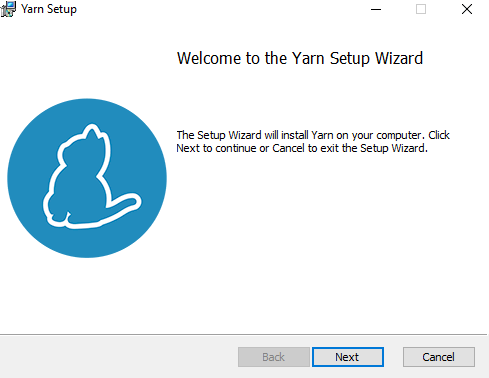 Yarn Setup
Welcome to the Yarn Setup Wizard
The Setup Wizard will install Yarn on your computer. Click
Next to continue or Cancel to exit the Setup Wizard.
Back Next Cancel